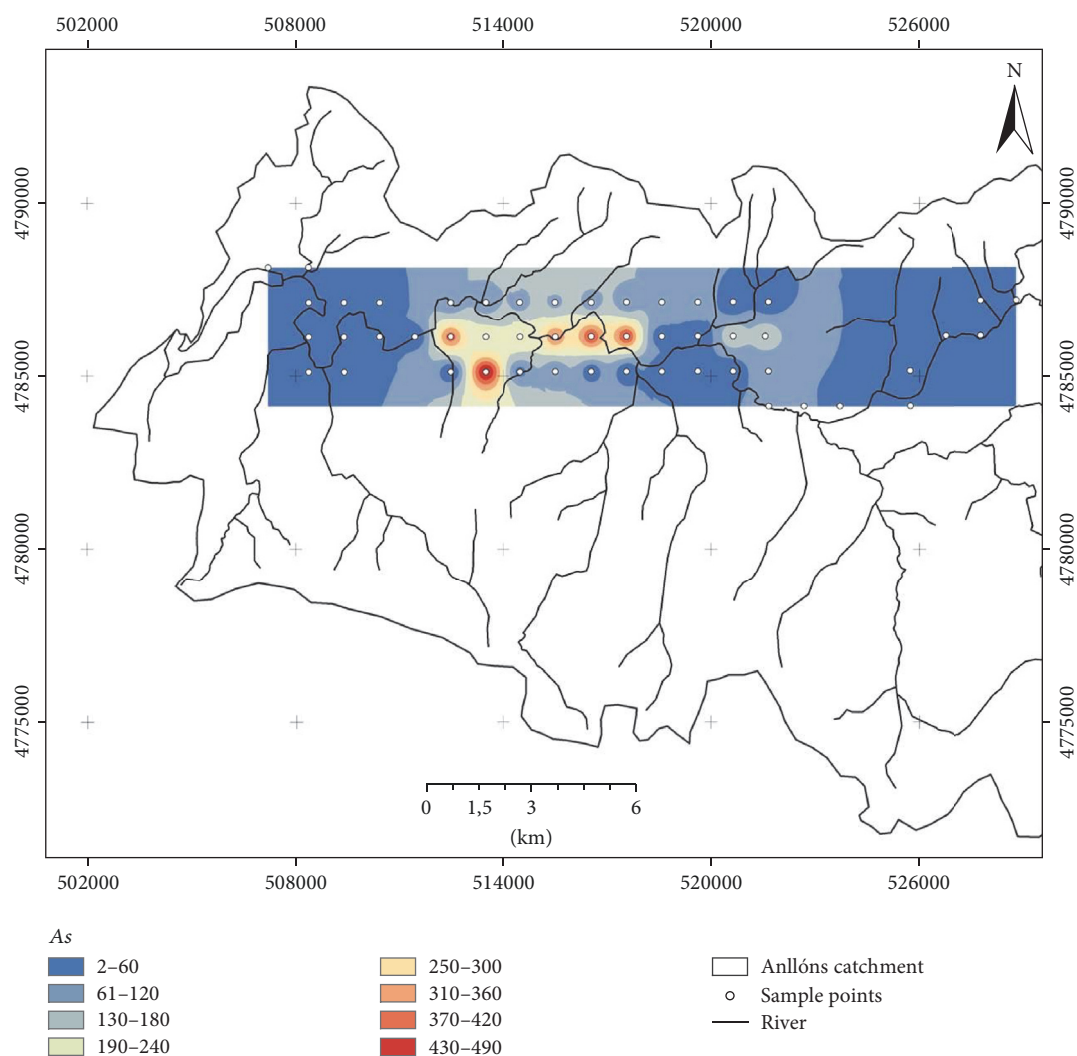 502000 508000 514000 520000 526000
N
4790000 4790000
4785000 4785000
4780000 4780000
4775000 4775000
0 1,5 3 6
(km)
502000 508000 514000 520000 526000
As
2–60
61–120
130–180
190–240
250–300
310–360
370–420
430–490
Anllóns catchment
Sample points
River